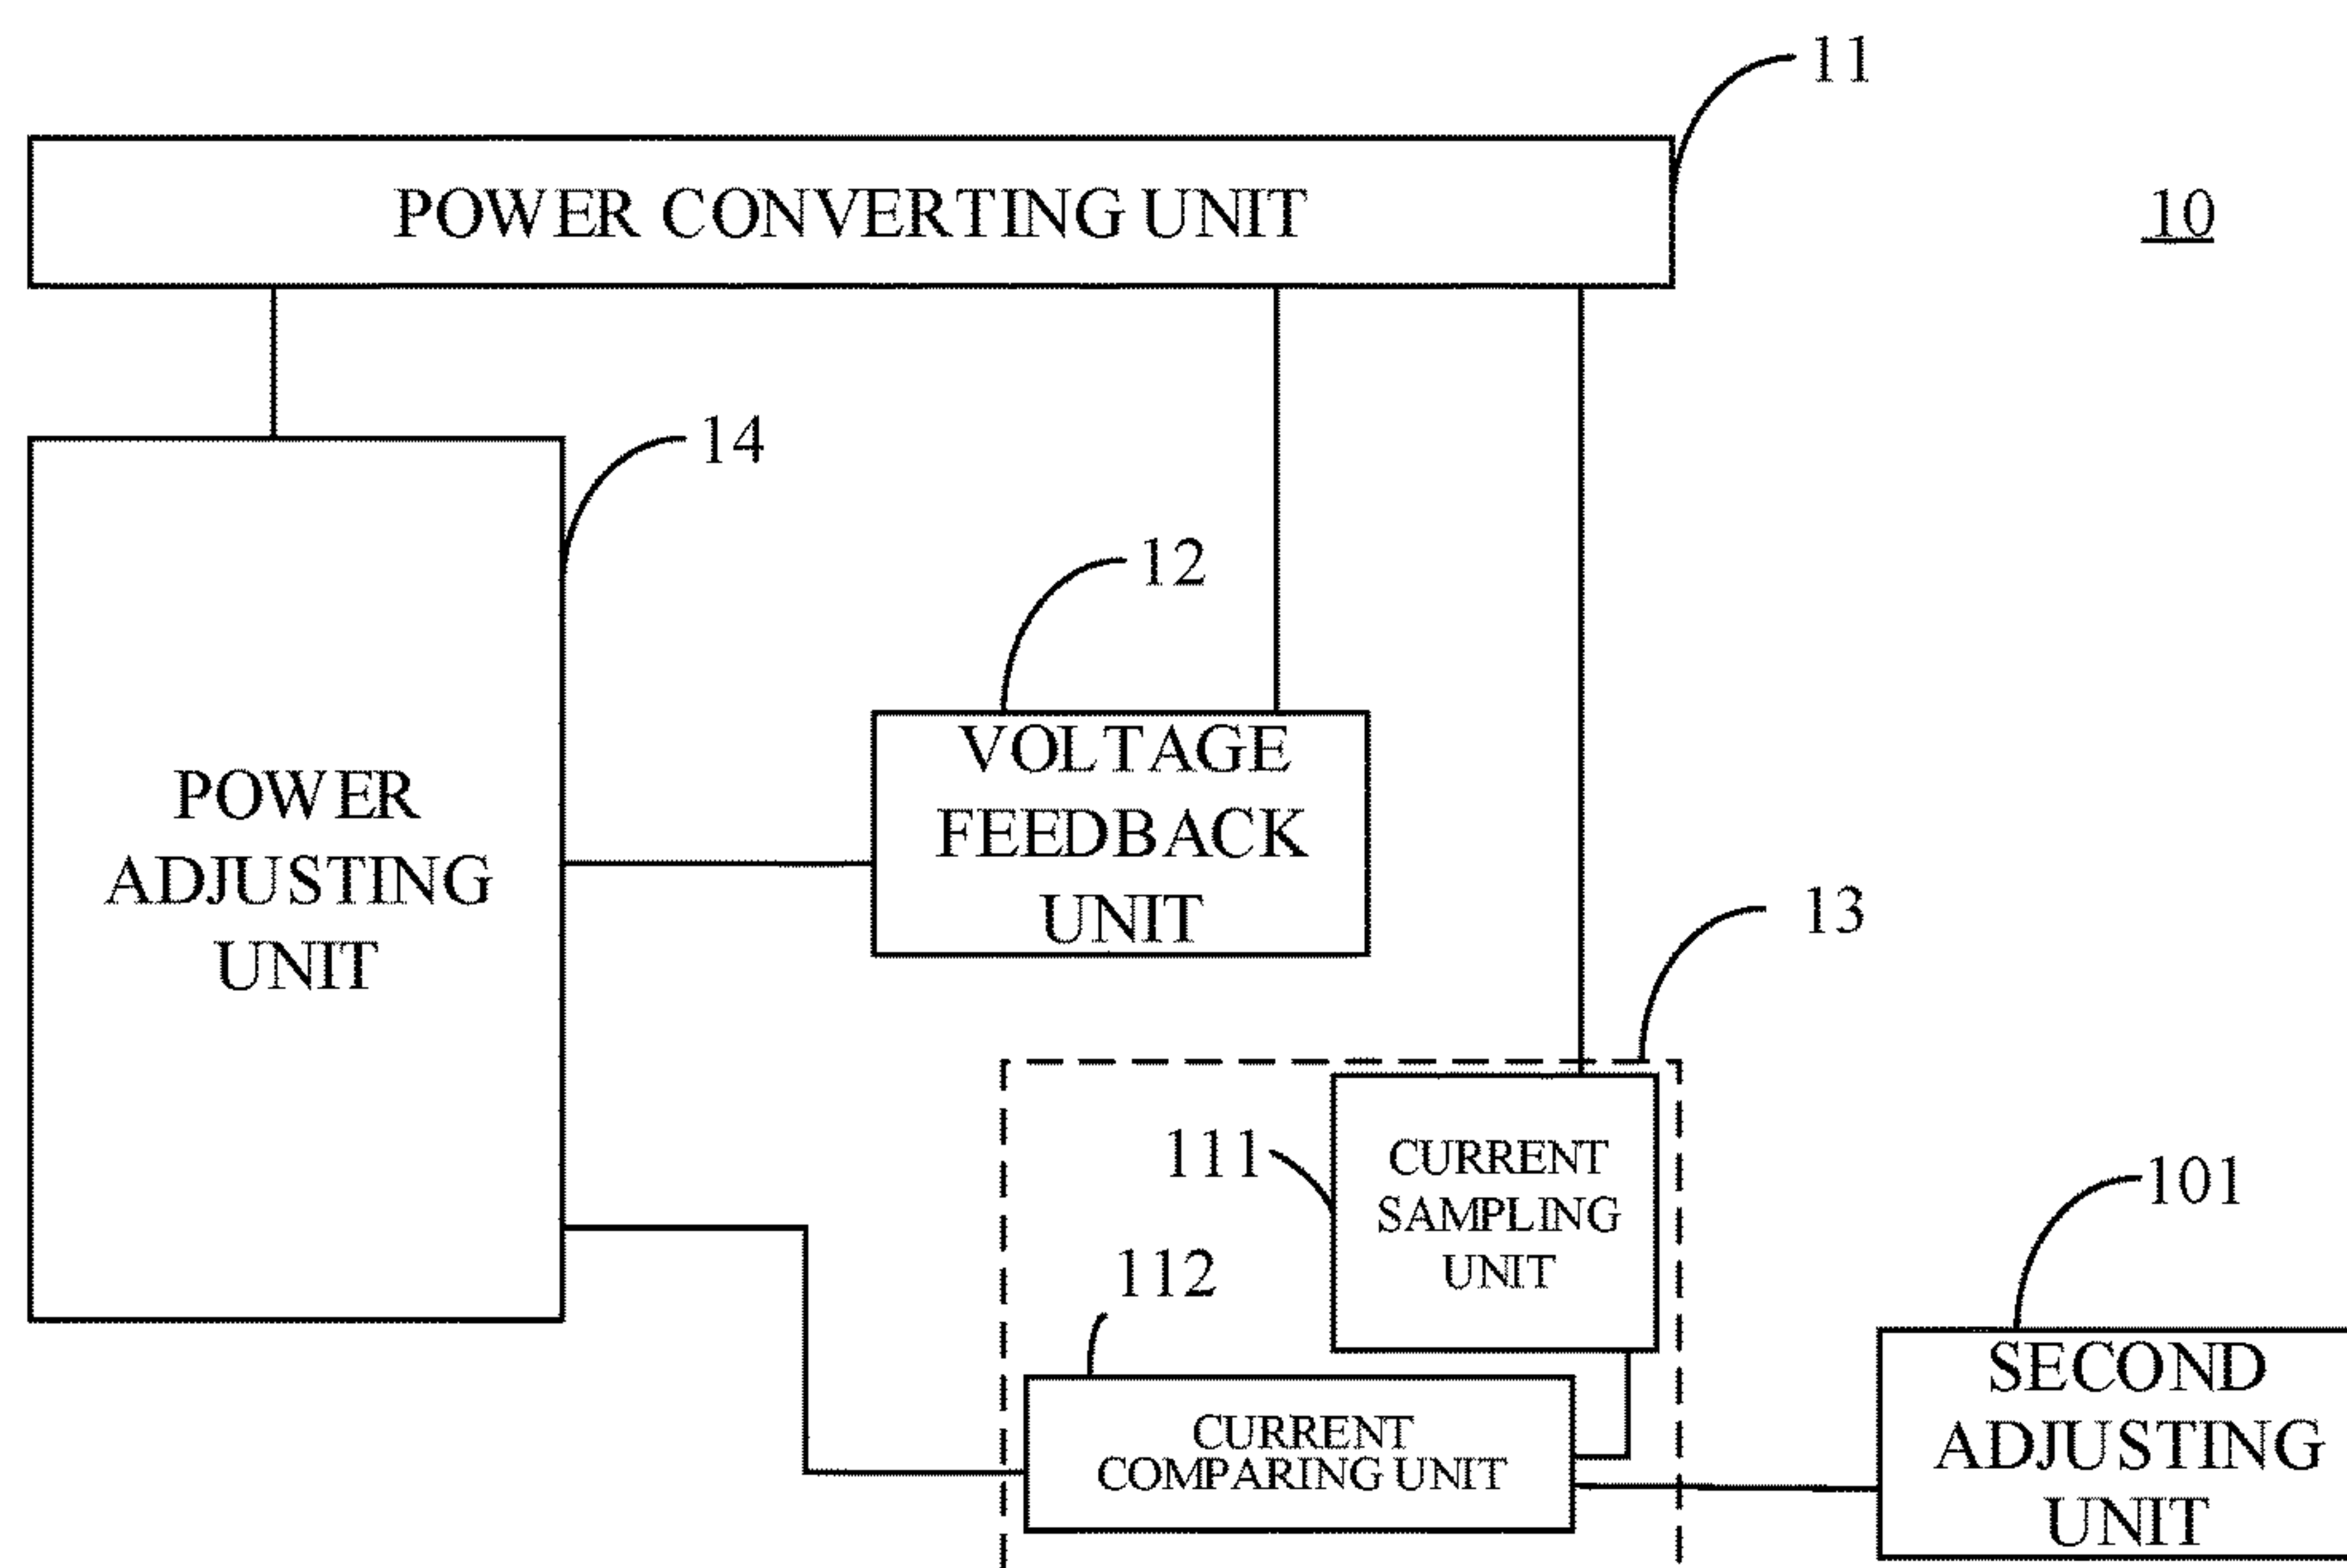 11
POWER CONVERTING UNIT
10
14
12
VOLTAGE
FEEDBACK
UNIT
POWER
ADJUSTING
UNIT
13
111
CURRENT
SAMPLING
UNIT
101
112
SECOND
ADJUSTING
UNIT
CURRENT
COMPARING UNIT